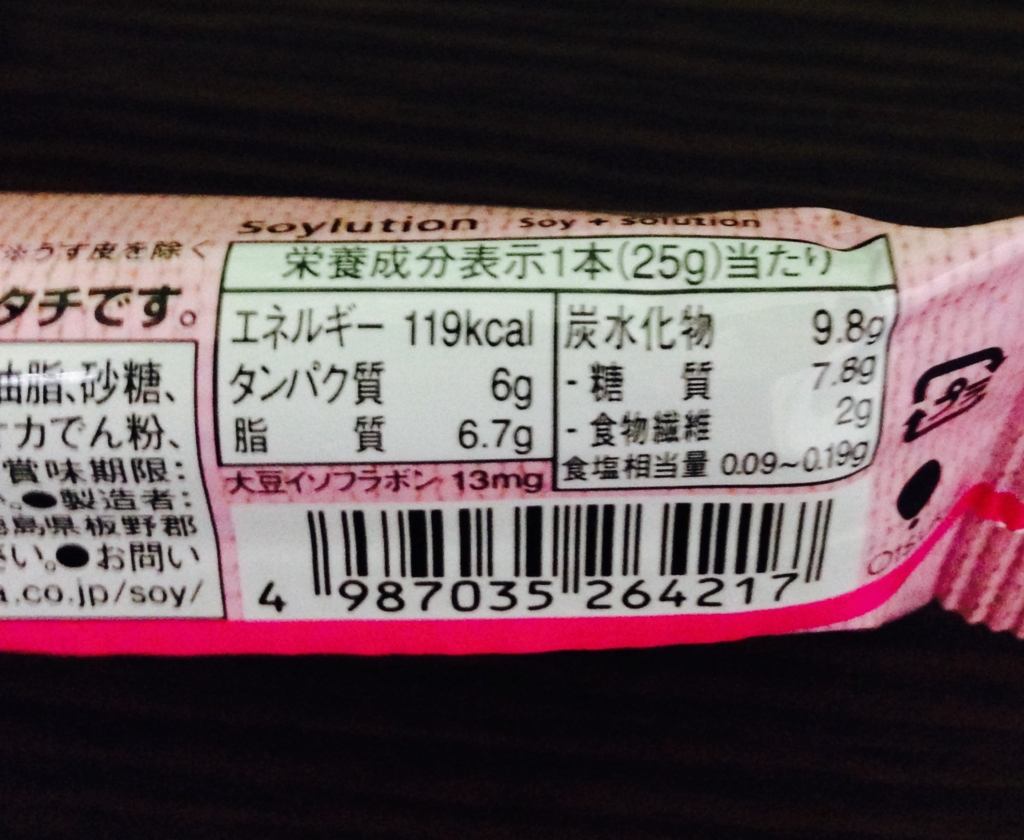 Soylution Soy + Solution
※うす皮を除く
タチです。
油脂、砂糖、
カでん粉、
賞味期限:
●製造者:
島県板野郡
さい。●お問い
.co.jp/soy/
栄養成分表示1本(25g)当たり
エネルギー 119kcal
タンパク質 6g
脂質 6.7g
炭水化物 9.8g
- 糖質 7.8g
- 食物繊維 2g
食塩相当量 0.09~0.19g
大豆イソフラボン 13mg
4 987035 264217
プラ